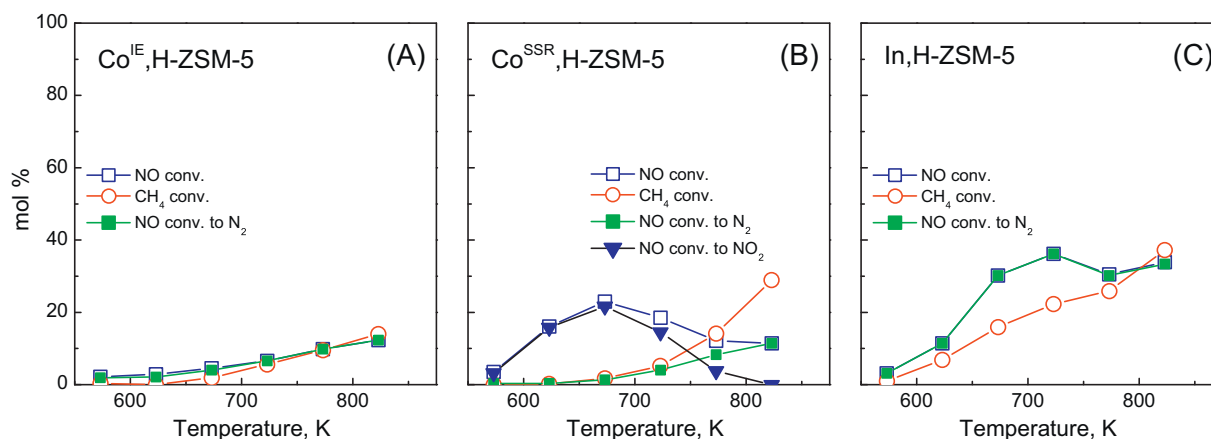 Co^IE,H-ZSM-5 (A)
Co^SSR,H-ZSM-5 (B)
In,H-ZSM-5 (C)
mol %
100
80
60
40
20
0
NO conv.
CH₄ conv.
NO conv. to N₂
NO conv.
CH₄ conv.
NO conv. to N₂
NO conv. to NO₂
NO conv.
CH₄ conv.
NO conv. to N₂
600 700 800
600 700 800
600 700 800
Temperature, K
Temperature, K
Temperature, K